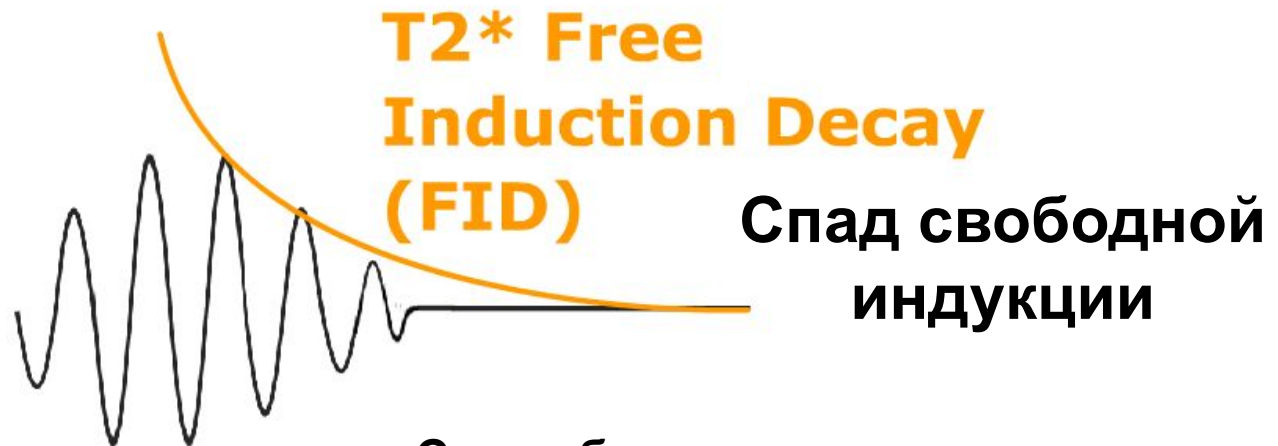 T2* Free
Induction Decay
(FID)
Спад свободной
индукции